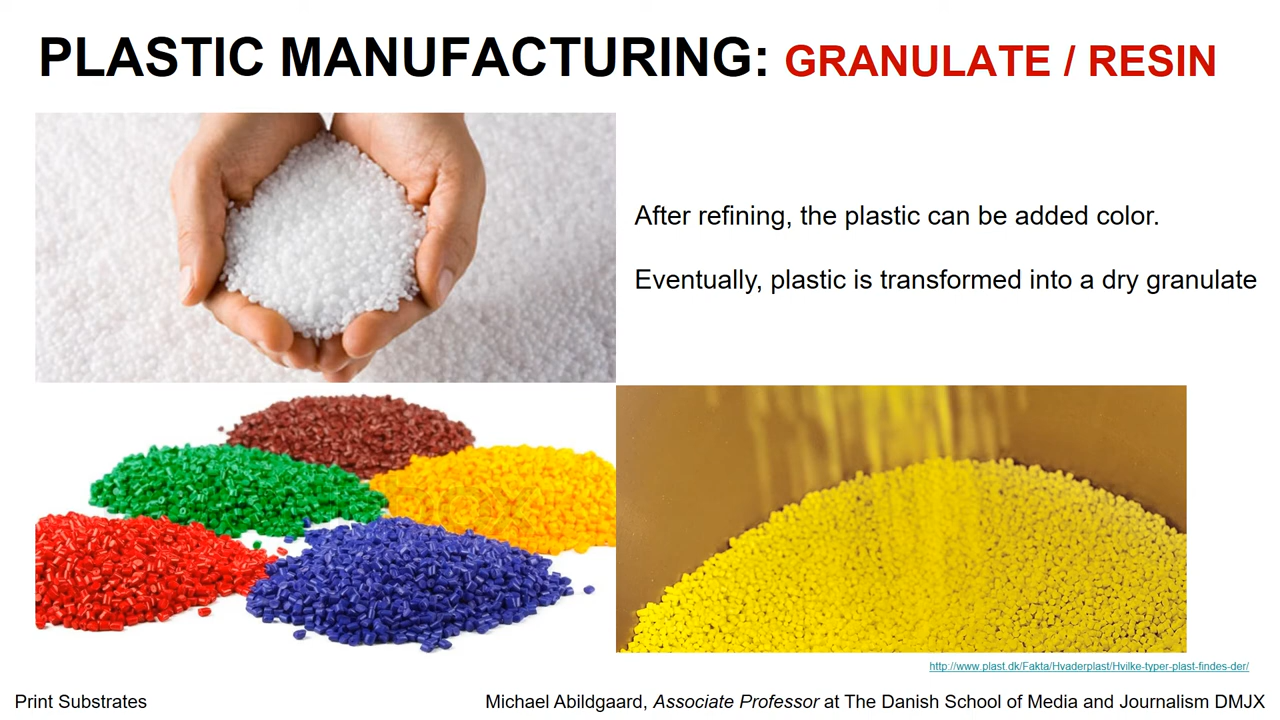 PLASTIC MANUFACTURING: GRANULATE / RESIN
After refining, the plastic can be added color.
Eventually, plastic is transformed into a dry granulate
http://www.plast.dk/Fakta/Hvaderplast/Hvilke-typer-plast-findes-der/
Print Substrates
Michael Abildgaard, Associate Professor at The Danish School of Media and Journalism DMJX